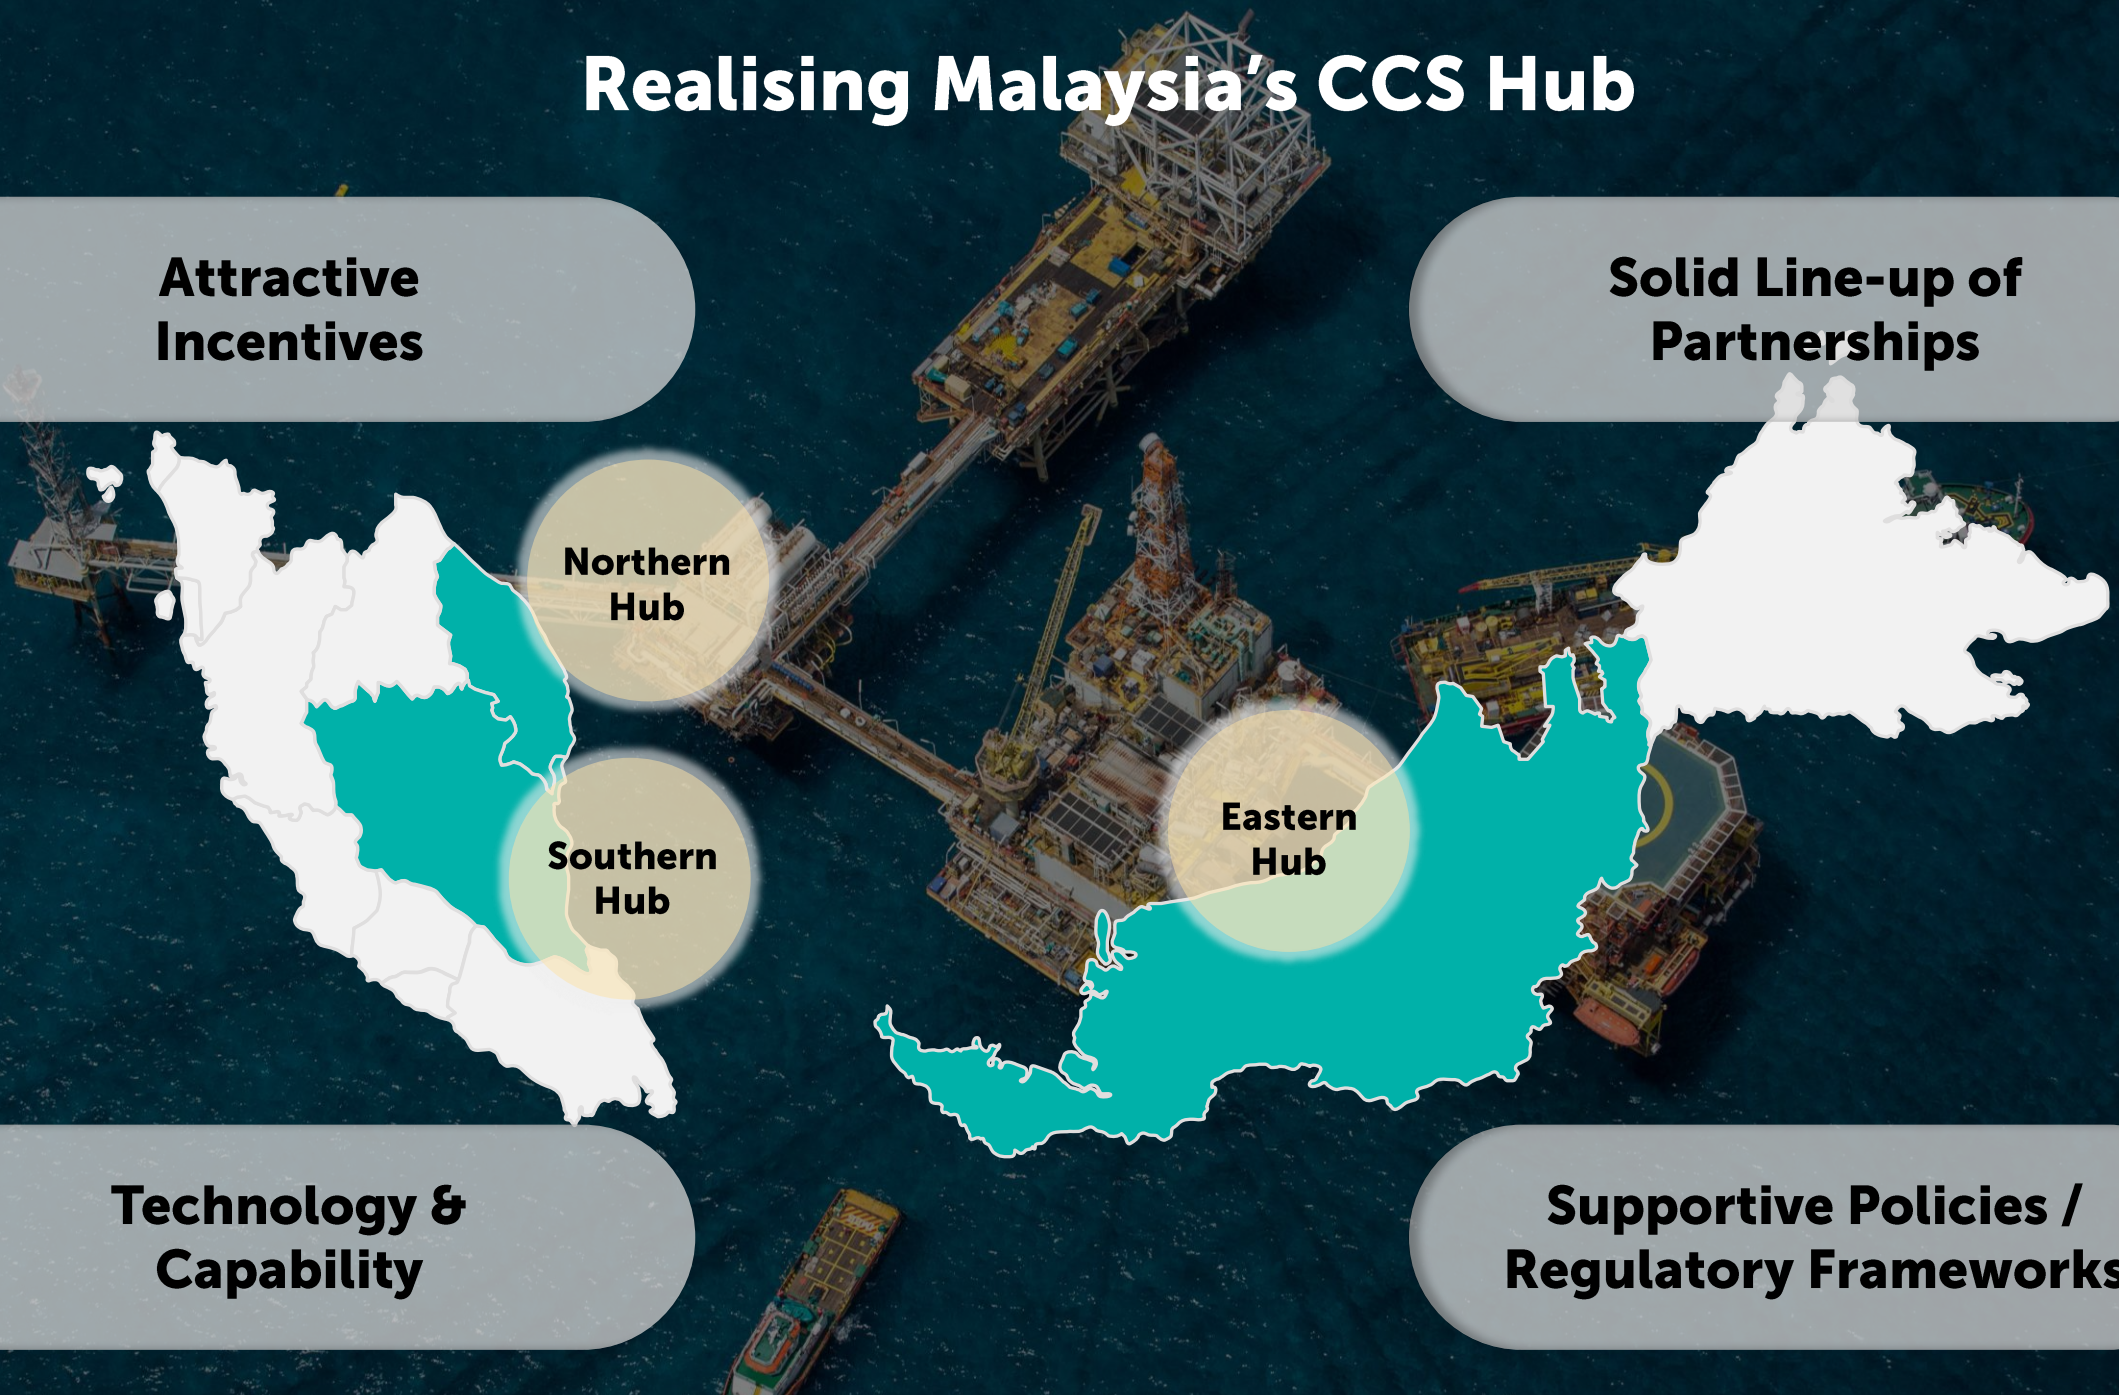 Realising Malaysia’s CCS Hub
Attractive
Incentives
Solid Line-up of
Partnerships
Northern
Hub
Southern
Hub
Eastern
Hub
Technology &
Capability
Supportive Policies /
Regulatory Frameworks